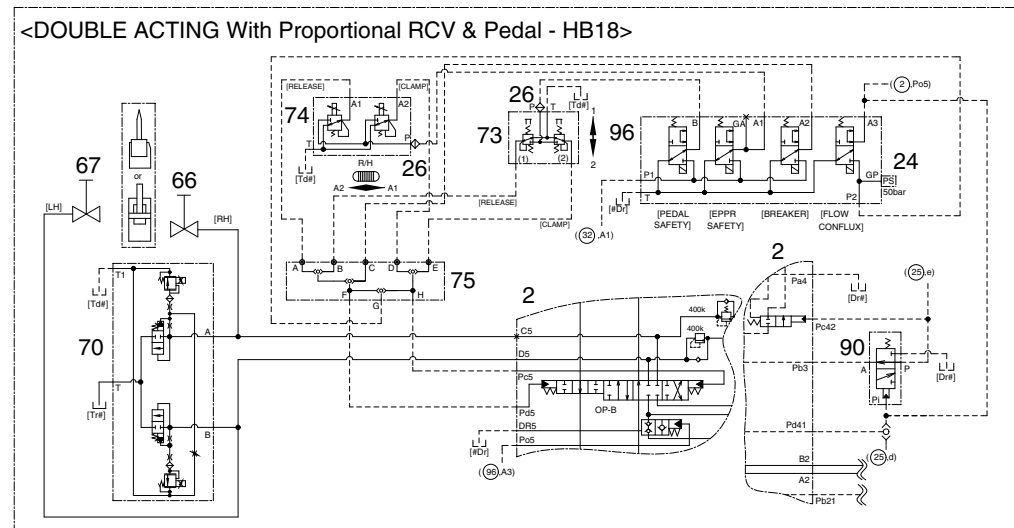 <DOUBLE ACTING With Proportional RCV & Pedal - HB18>
[RELEASE]
[CLAMP]
A1
A2
74
P
T
[Td#]
26
R/H
A2
A1
26
P
T
[Td#]
73
(1)
(2)
1
2
[RELEASE]
[CLAMP]
96
B
GA
A1
A2
A3
((2),Po5)
24
GP
PS
50bar
P1
T
P2
[#Dr]
((32),A1)
[PEDAL SAFETY]
[EPPR SAFETY]
[BREAKER]
[FLOW CONFLUX]
67
or
66
[LH]
[RH]
A
B
C
D
E
F
G
H
75
T1
[Td#]
70
A
T
[Tr#]
B
2
C5
400k
400k
D5
Pc5
Pd5
OP-B
DR5
[#Dr]
Po5
((96),A3)
2
Pa4
[Dr#]
((25),e)
Pc42
90
Pb3
A
P
[Dr#]
Pi
Pd41
((25),d)
B2
A2
Pb21